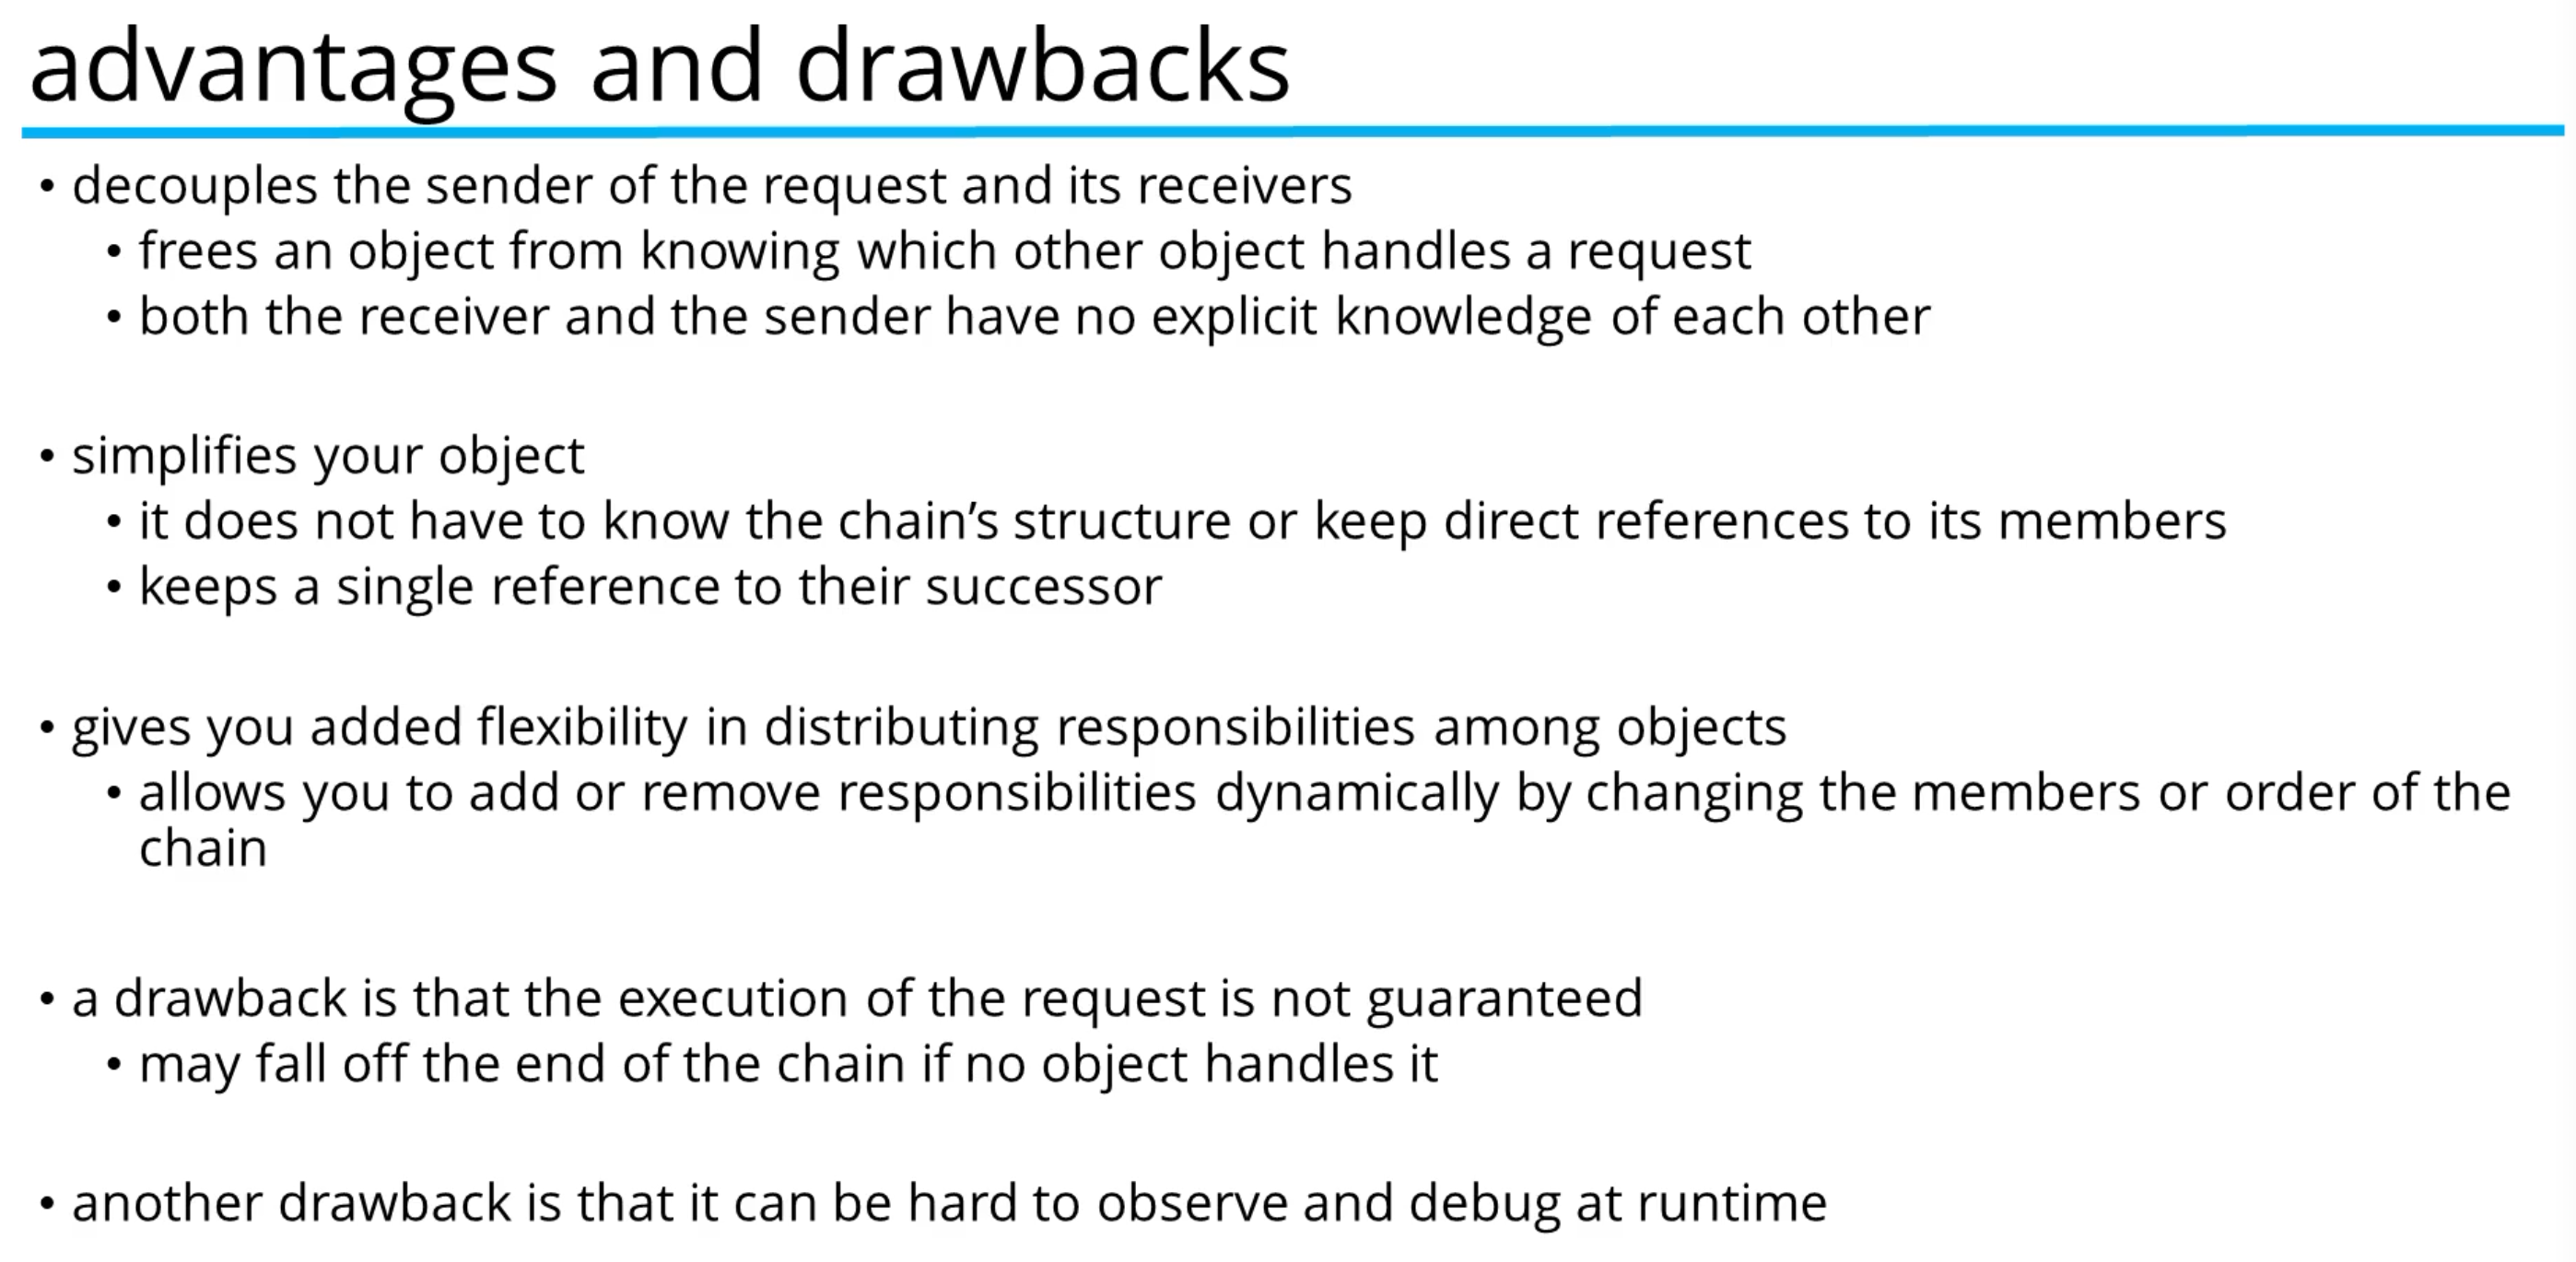 advantages and drawbacks
• decouples the sender of the request and its receivers
• frees an object from knowing which other object handles a request
• both the receiver and the sender have no explicit knowledge of each other
• simplifies your object
• it does not have to know the chain’s structure or keep direct references to its members
• keeps a single reference to their successor
• gives you added flexibility in distributing responsibilities among objects
• allows you to add or remove responsibilities dynamically by changing the members or order of the
chain
• a drawback is that the execution of the request is not guaranteed
• may fall off the end of the chain if no object handles it
• another drawback is that it can be hard to observe and debug at runtime